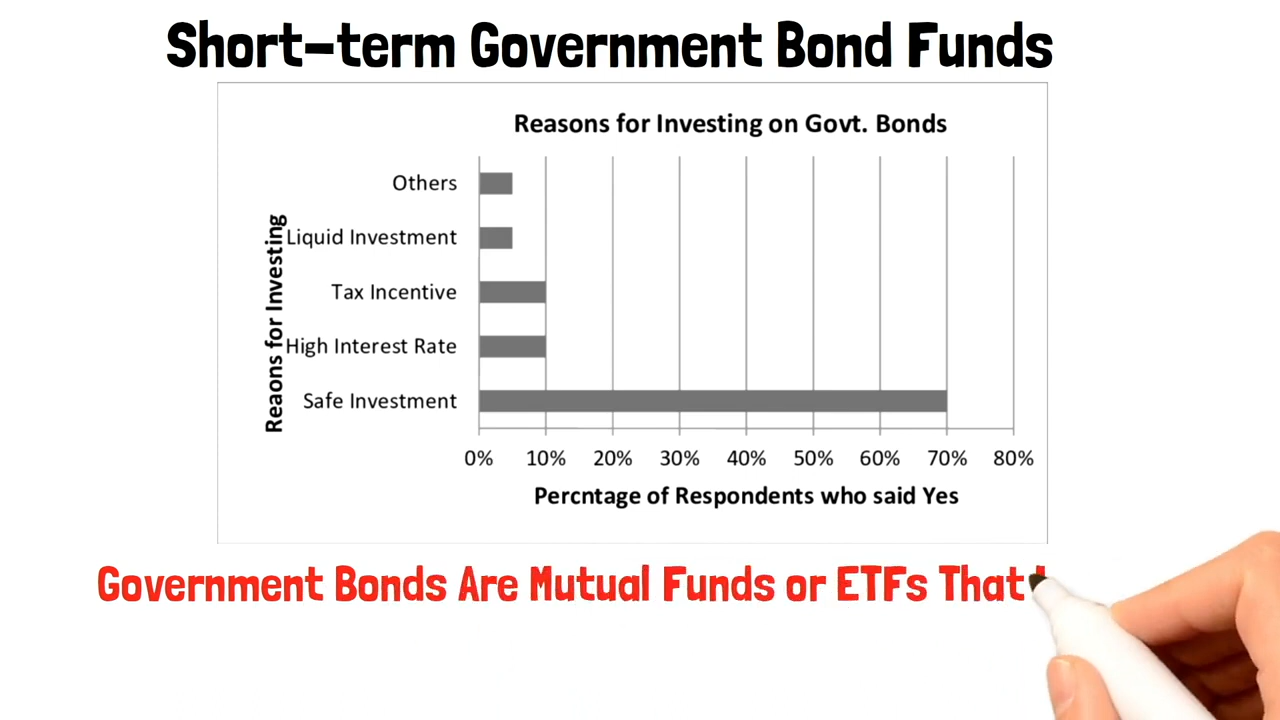 Short-term Government Bond Funds
Reasons for Investing on Govt. Bonds
Reaons for Investing
Others
Liquid Investment
Tax Incentive
High Interest Rate
Safe Investment
0% 10% 20% 30% 40% 50% 60% 70% 80%
Percntage of Respondents who said Yes
Government Bonds Are Mutual Funds or ETFs That